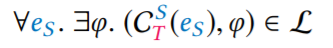 ∀e_S. ∃φ. (𝒞_T^S(e_S), φ) ∈ 𝓛